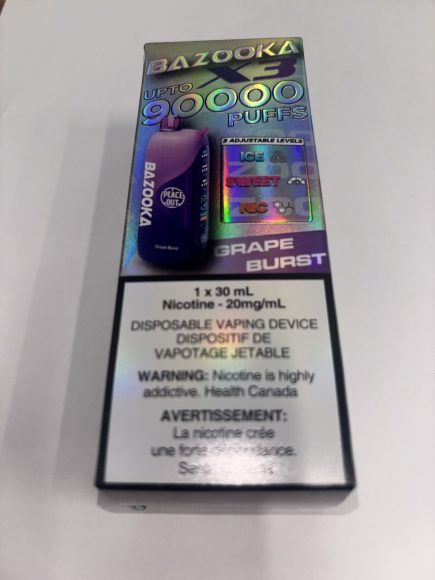 BAZOOKA
X3
UPTO
90000
PUFFS
BAZOOKA
PEACE
OUT
Grape Burst
3 ADJUSTABLE LEVELS
ICE
SWEET
NIC
GRAPE
BURST
1 x 30 mL
Nicotine - 20mg/mL
DISPOSABLE VAPING DEVICE
DISPOSITIF DE
VAPOTAGE JETABLE
WARNING: Nicotine is highly
addictive. Health Canada
AVERTISSEMENT:
La nicotine crée
une forte dépendance.